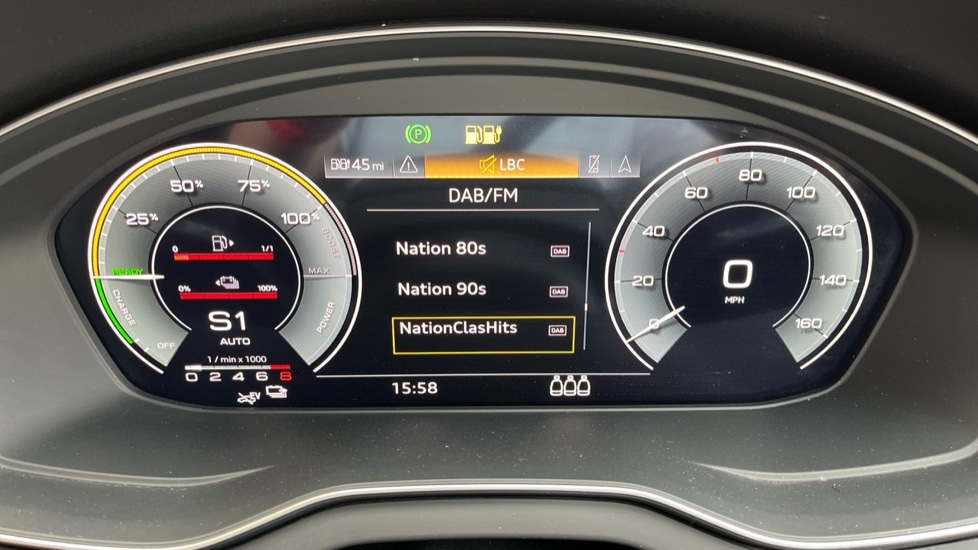 P
45 mi
LBC
DAB/FM
Nation 80s DAB
Nation 90s DAB
NationClasHits DAB
15:58
25%
50%
75%
100%
BOOST
MAX
POWER
READY
CHARGE
OFF
0 1/1
0% 100%
S1
AUTO
1 / min x 1000
0 2 4 6 8
EV
0
20
40
60
80
100
120
140
160
0
MPH